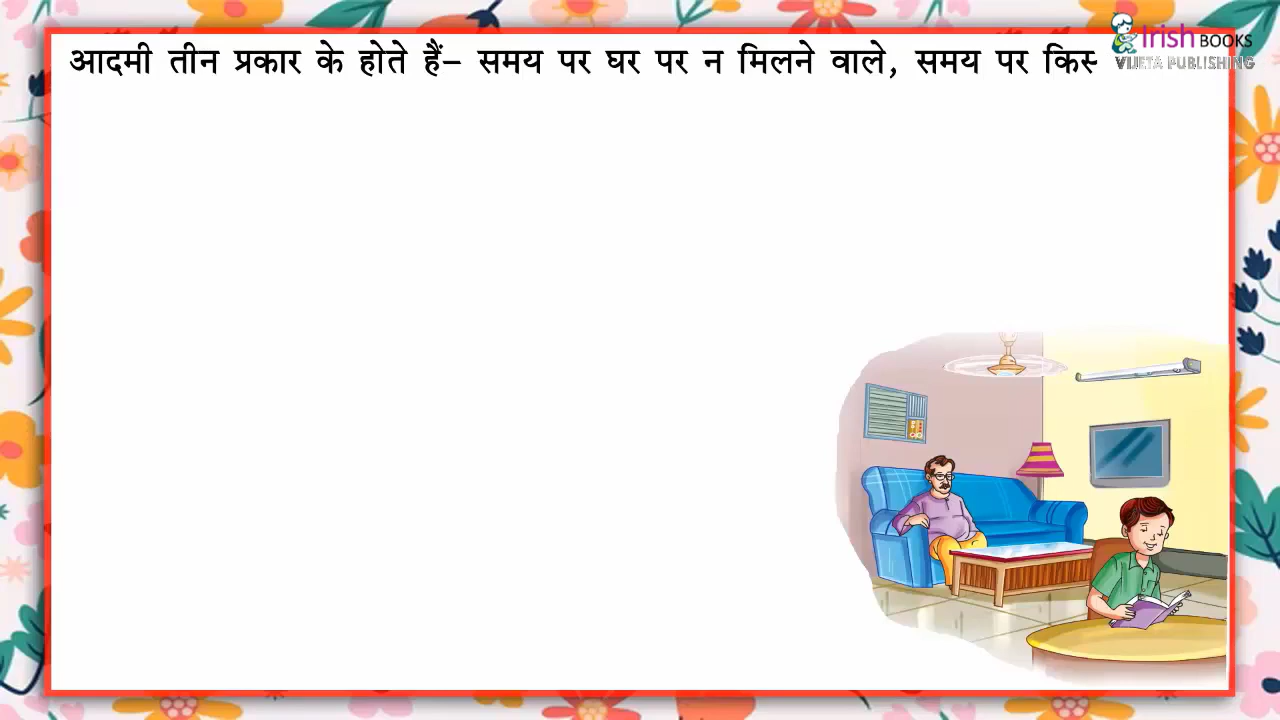 आदमी तीन प्रकार के होते हैं– समय पर घर पर न मिलने वाले, समय पर किस
Irish BOOKS
VIJETA PUBLISHING